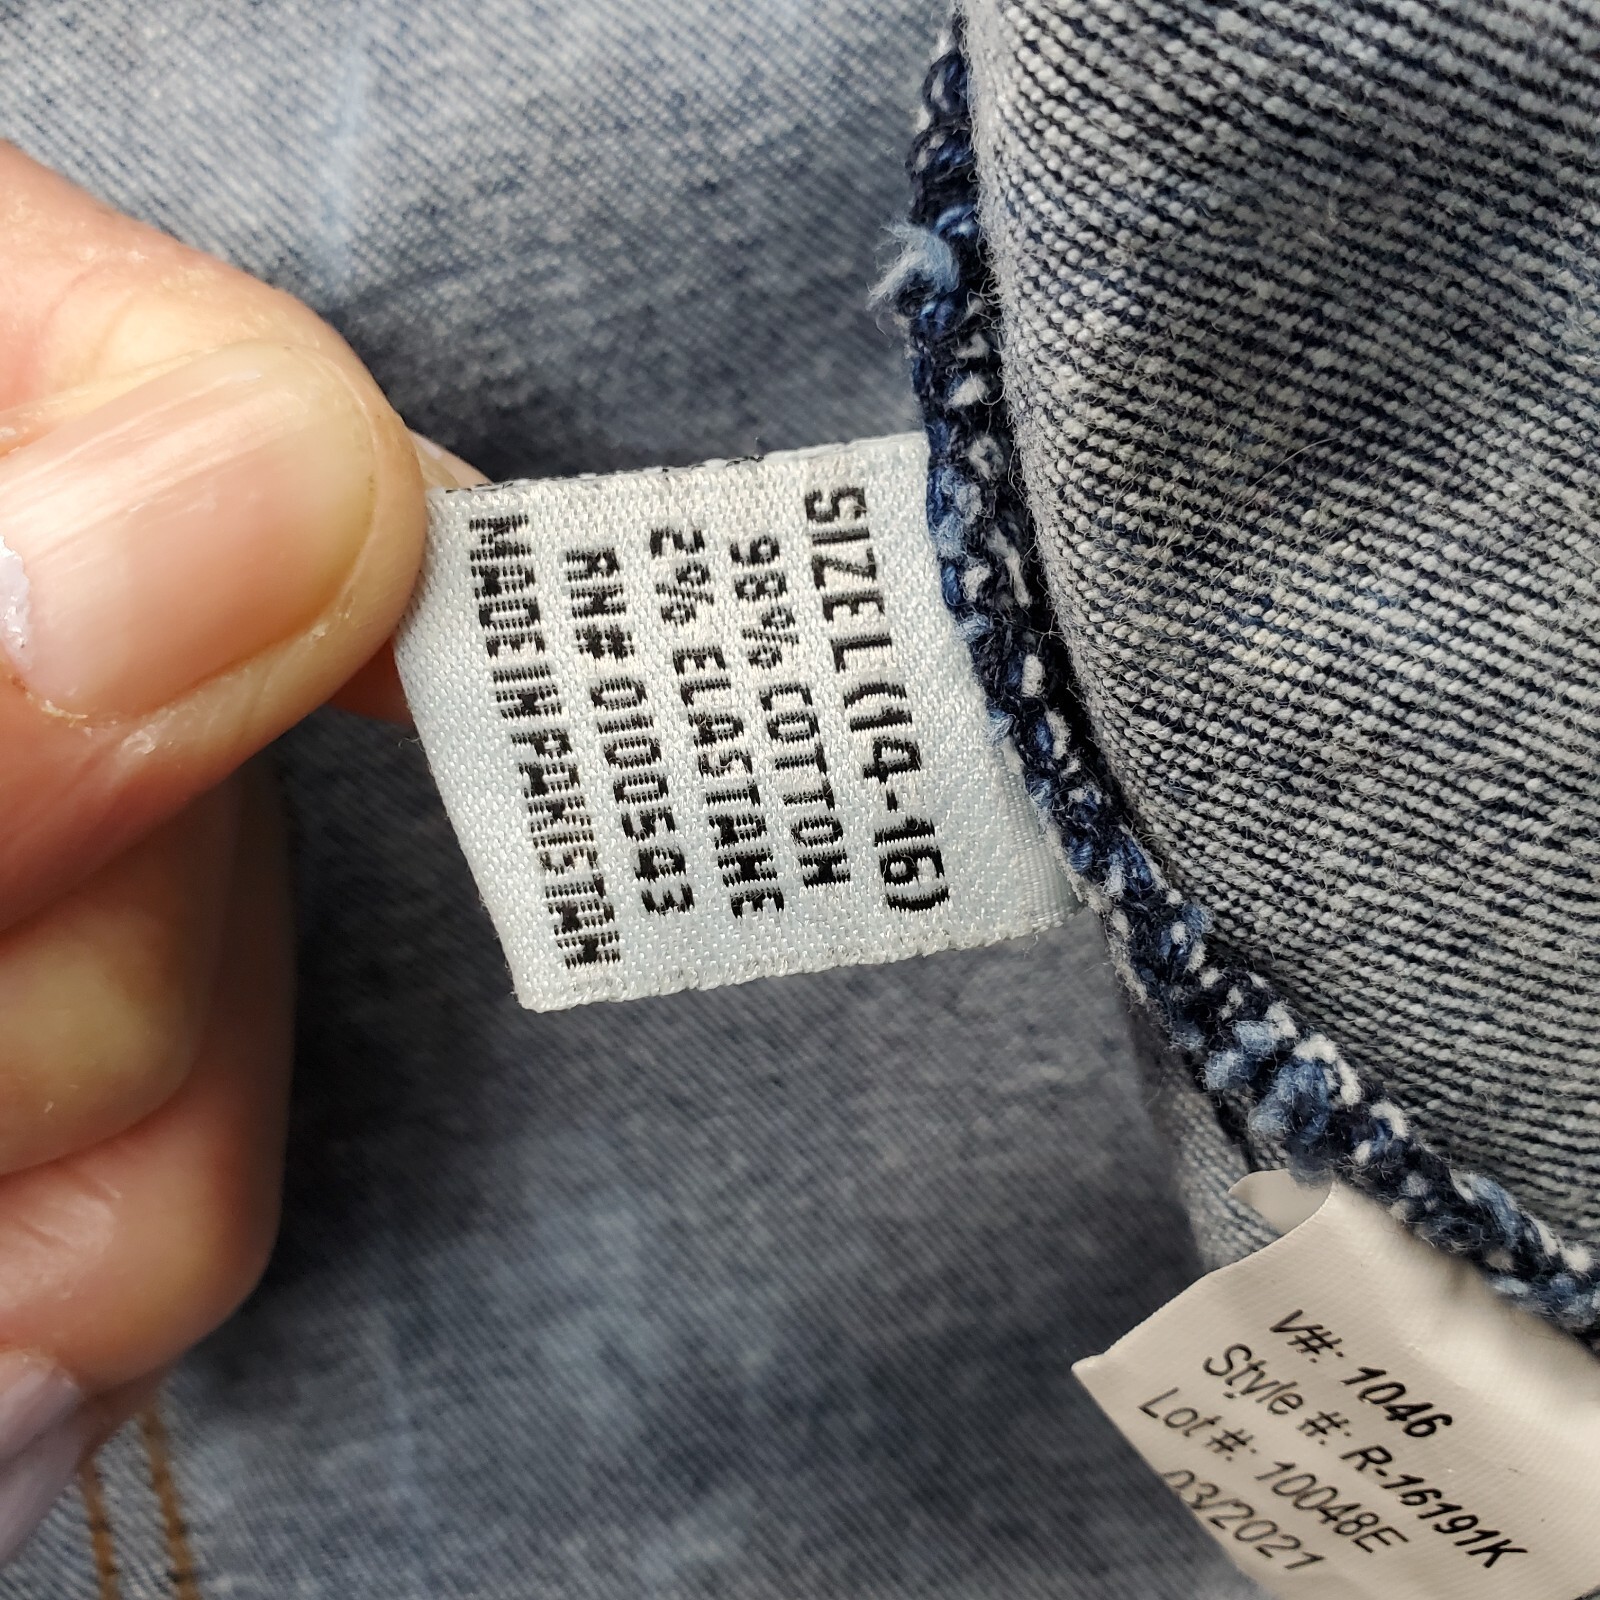 SIZE L (14-16)
98% COTTON
2% ELASTANE
RN# 0100543
MADE IN PAKISTAN
V#: 1046
Style #: R-16191K
Lot #: 10048E
03/2021